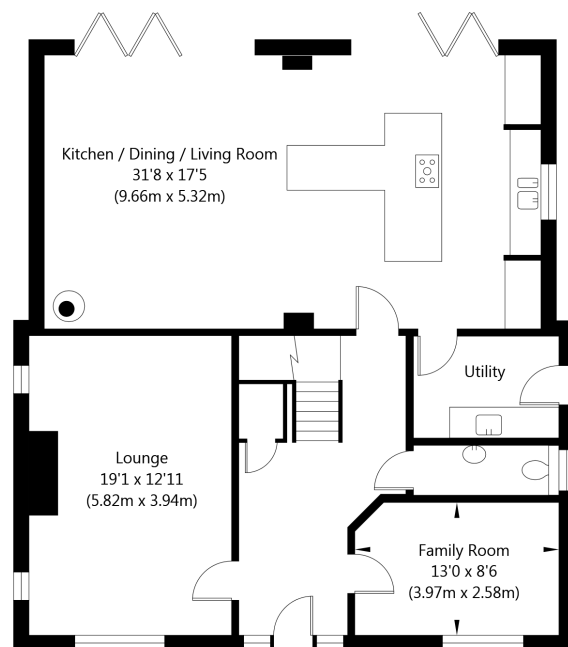 Kitchen / Dining / Living Room
31'8 x 17'5
(9.66m x 5.32m)
Utility
Lounge
19'1 x 12'11
(5.82m x 3.94m)
Family Room
13'0 x 8'6
(3.97m x 2.58m)